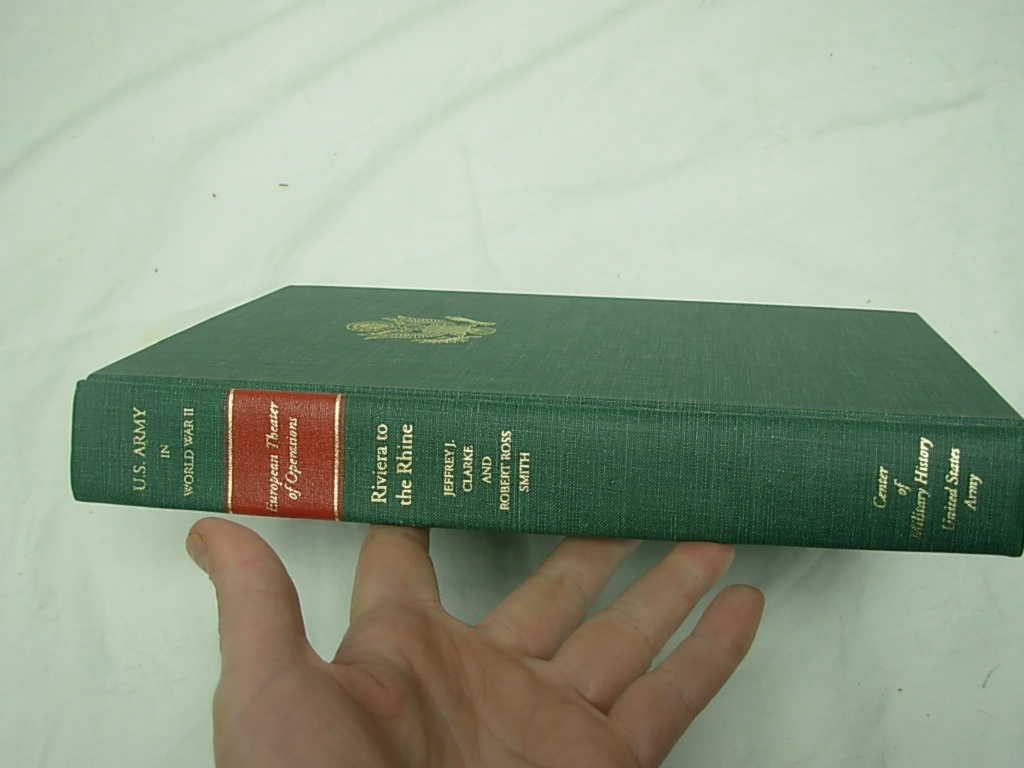 U.S. ARMY
IN
WORLD WAR II
European Theater
of Operations
Riviera to
the Rhine
JEFFREY J.
CLARKE
AND
ROBERT ROSS
SMITH
Center
of
Military History
United States
Army